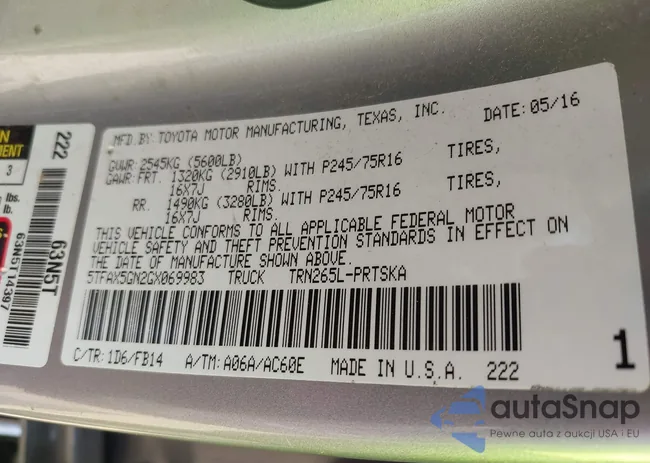 MFD.BY:TOYOTA MOTOR MANUFACTURING, TEXAS, INC. DATE:05/16
GVWR:2545KG (5600LB)
GAWR:FRT. 1320KG (2910LB) WITH P245/75R16 TIRES,
16X7J RIMS.
RR. 1490KG (3280LB) WITH P245/75R16 TIRES,
16X7J RIMS.
THIS VEHICLE CONFORMS TO ALL APPLICABLE FEDERAL MOTOR
VEHICLE SAFETY AND THEFT PREVENTION STANDARDS IN EFFECT ON
THE DATE OF MANUFACTURE SHOWN ABOVE.
5TFAX5GN2GX069983 TRUCK TRN265L-PRTSKA
C/TR:1D6/FB14 A/TM:A06A/AC60E MADE IN U.S.A. 222
1
3
lbs.
lb.
222
63N5T
63N5T14397
autaSnap
Pewne auta z aukcji USA i EU